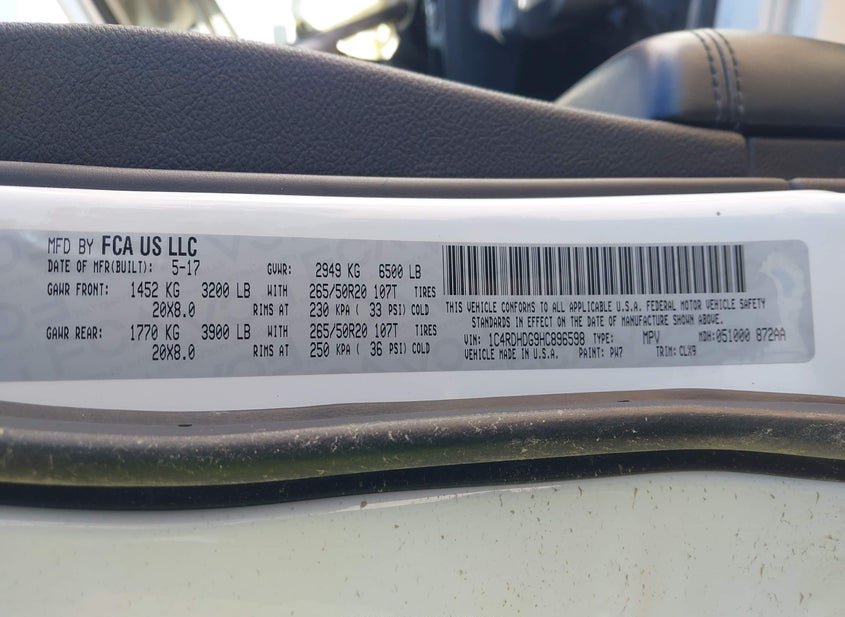 MFD BY FCA US LLC
DATE OF MFR(BUILT): 5-17 GVWR: 2949 KG 6500 LB
GAWR FRONT: 1452 KG 3200 LB WITH 265/50R20 107T TIRES
20X8.0 RIMS AT 230 KPA ( 33 PSI) COLD
GAWR REAR: 1770 KG 3900 LB WITH 265/50R20 107T TIRES
20X8.0 RIMS AT 250 KPA ( 36 PSI) COLD
THIS VEHICLE CONFORMS TO ALL APPLICABLE U.S.A. FEDERAL MOTOR VEHICLE SAFETY
STANDARDS IN EFFECT ON THE DATE OF MANUFACTURE SHOWN ABOVE.
VIN: 1C4RDHDG9HC896598 TYPE: MPV MDH:051000 872AA
VEHICLE MADE IN U.S.A. PAINT: PW7 TRIM: CLX9